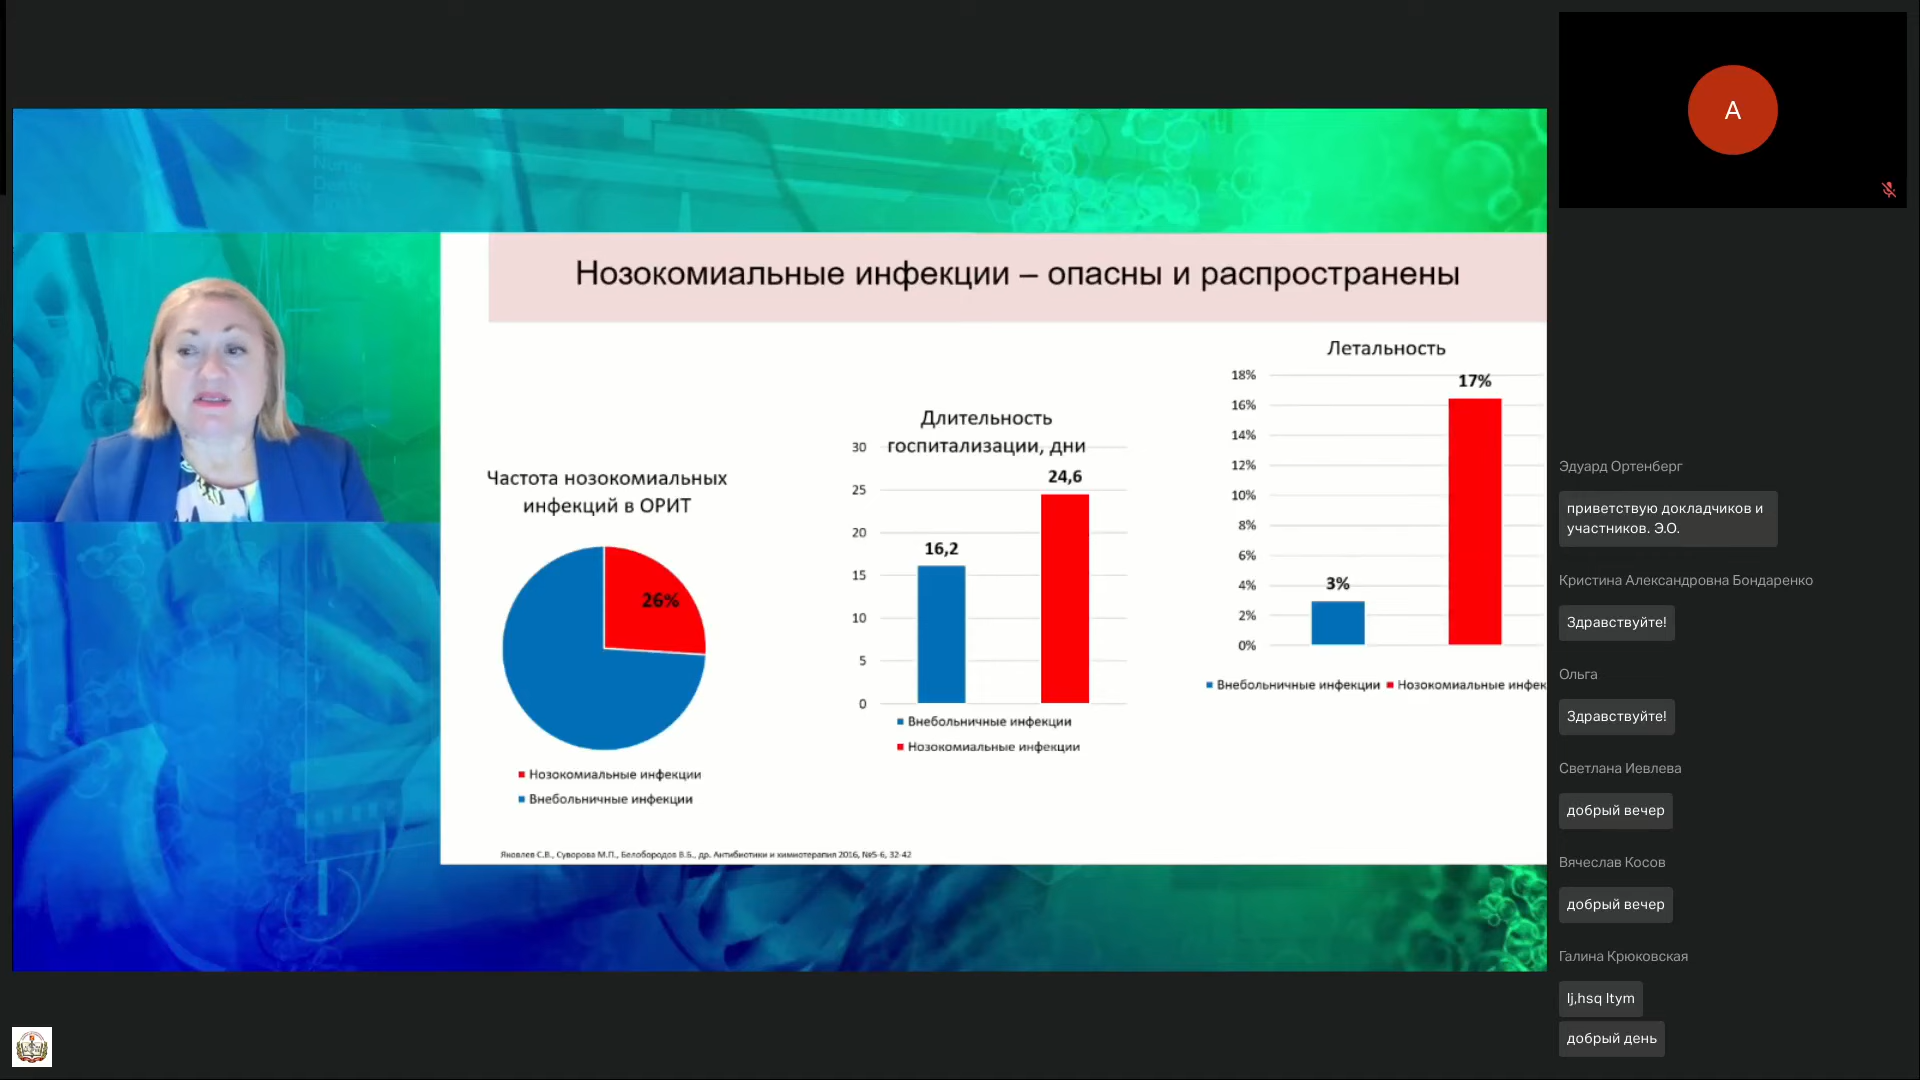 Нозокомиальные инфекции – опасны и распространены
Частота нозокомиальных
инфекций в ОРИТ
26%
Нозокомиальные инфекции
Внебольничные инфекции
Длительность
госпитализации, дни
30
25
20
15
10
5
0
16,2
24,6
Внебольничные инфекции
Нозокомиальные инфекции
Летальность
18%
16%
14%
12%
10%
8%
6%
4%
2%
0%
3%
17%
Внебольничные инфекции
Нозокомиальные инфек
Яковлев С.В., Суворова М.П., Белобородов В.Б., др. Антибиотики и химиотерапия 2016, №5-6, 32-42
А
Эдуард Ортенберг
приветствую докладчиков и
участников. Э.О.
Кристина Александровна Бондаренко
Здравствуйте!
Ольга
Здравствуйте!
Светлана Иевлева
добрый вечер
Вячеслав Косов
добрый вечер
Галина Крюковская
lj,hsq ltym
добрый день